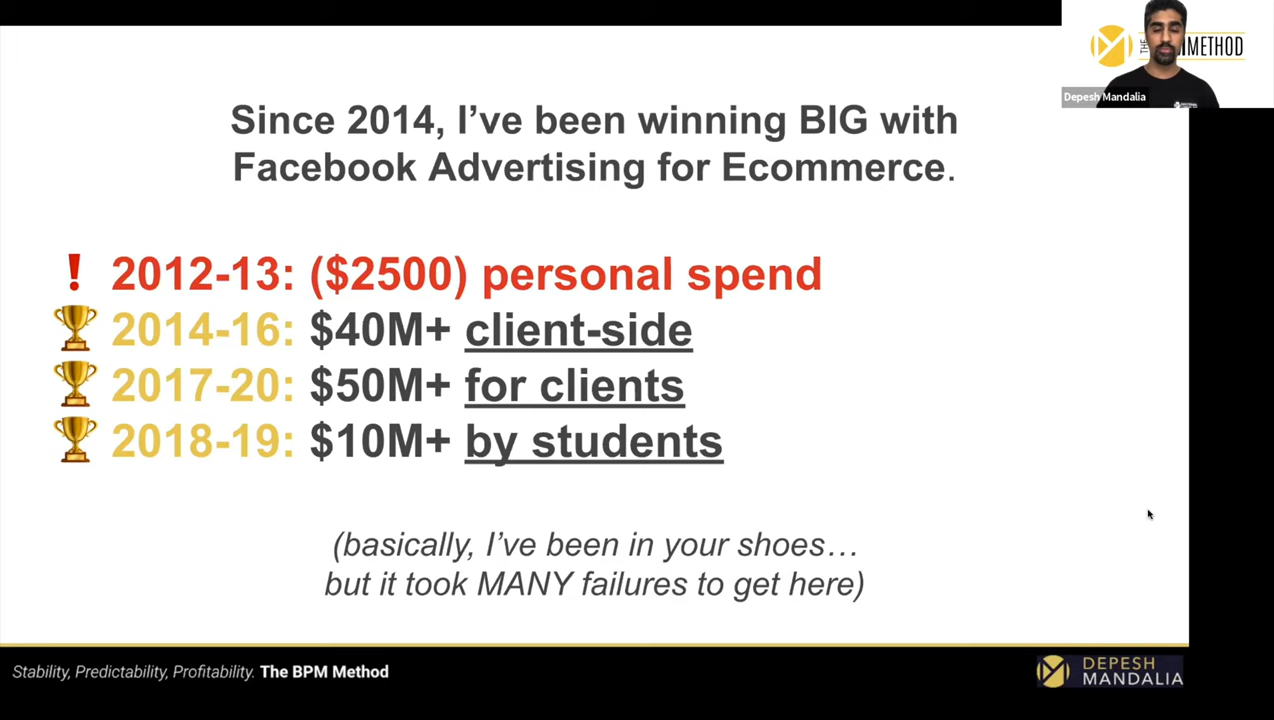 THE
METHOD
Depesh Mandalia
Since 2014, I’ve been winning BIG with
Facebook Advertising for Ecommerce.
2012-13: ($2500) personal spend
2014-16: $40M+ client-side
2017-20: $50M+ for clients
2018-19: $10M+ by students
(basically, I’ve been in your shoes…
but it took MANY failures to get here)
Stability, Predictability, Profitability. The BPM Method
DEPESH
MANDALIA